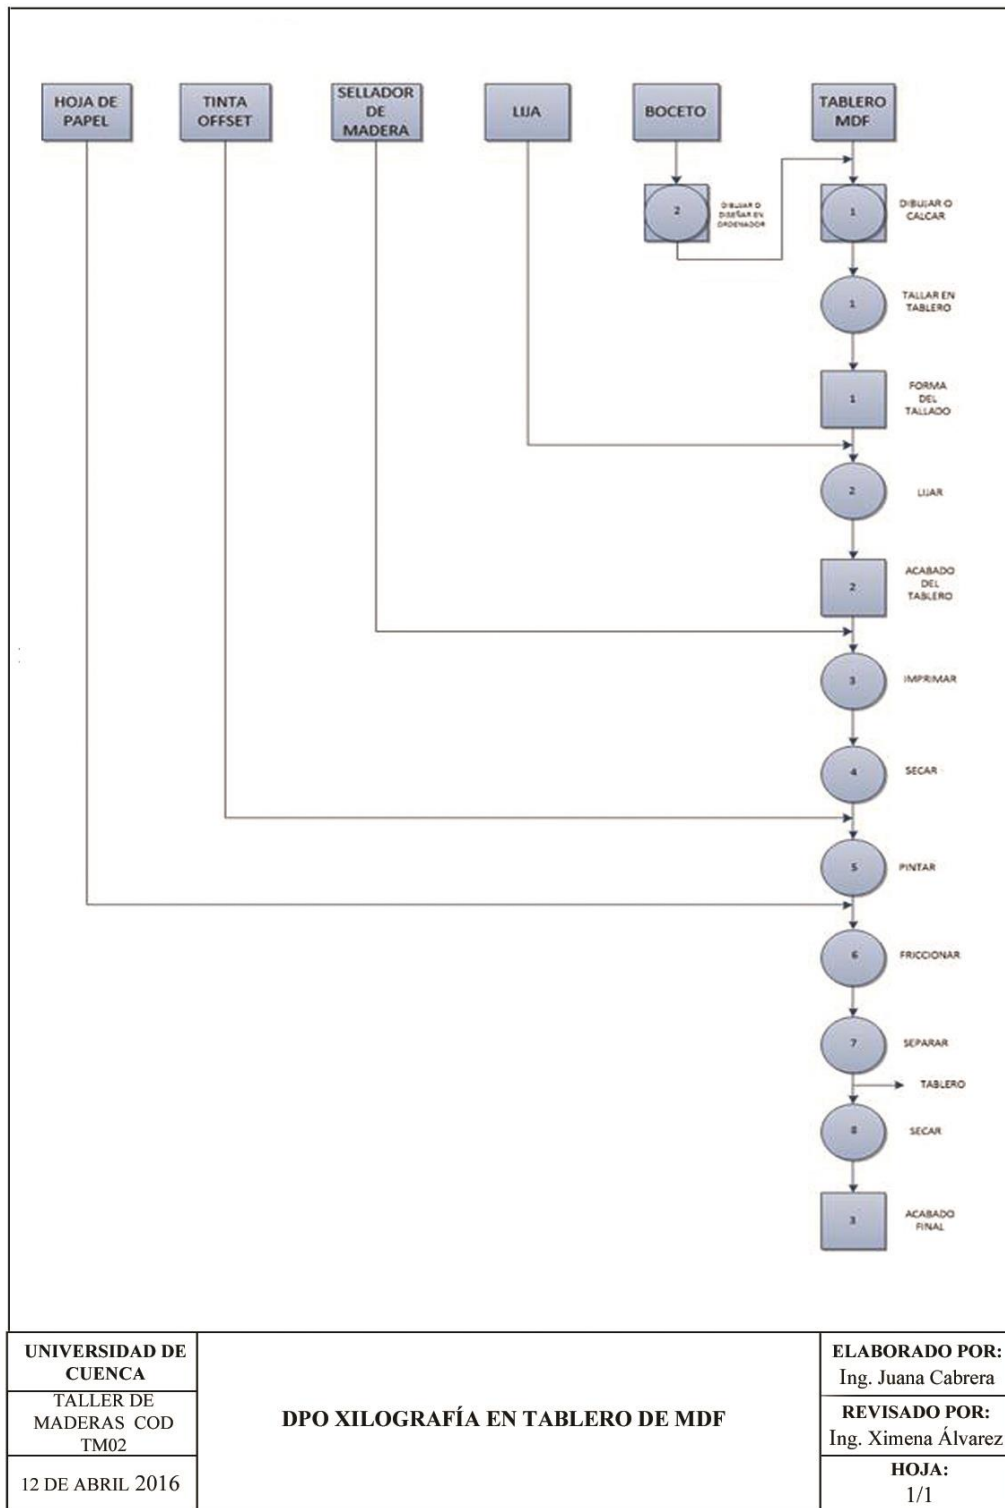 HOJA DE
PAPEL
TINTA
OFFSET
SELLADOR
DE
MADERA
LIJA
BOCETO
TABLERO
MDF
2
DIBUJAR O
DISEÑAR EN
ORDENADOR
1
DIBUJAR O
CALCAR
1
TALLAR EN
TABLERO
1
FORMA
DEL
TALLADO
2
LIJAR
2
ACABADO
DEL
TABLERO
3
IMPRIMAR
4
SECAR
5
PINTAR
6
FRICCIONAR
7
SEPARAR
TABLERO
8
SECAR
3
ACABADO
FINAL
UNIVERSIDAD DE
CUENCA
TALLER DE
MADERAS COD
TM02
12 DE ABRIL 2016
DPO XILOGRAFÍA EN TABLERO DE MDF
ELABORADO POR:
Ing. Juana Cabrera
REVISADO POR:
Ing. Ximena Álvarez
HOJA:
1/1